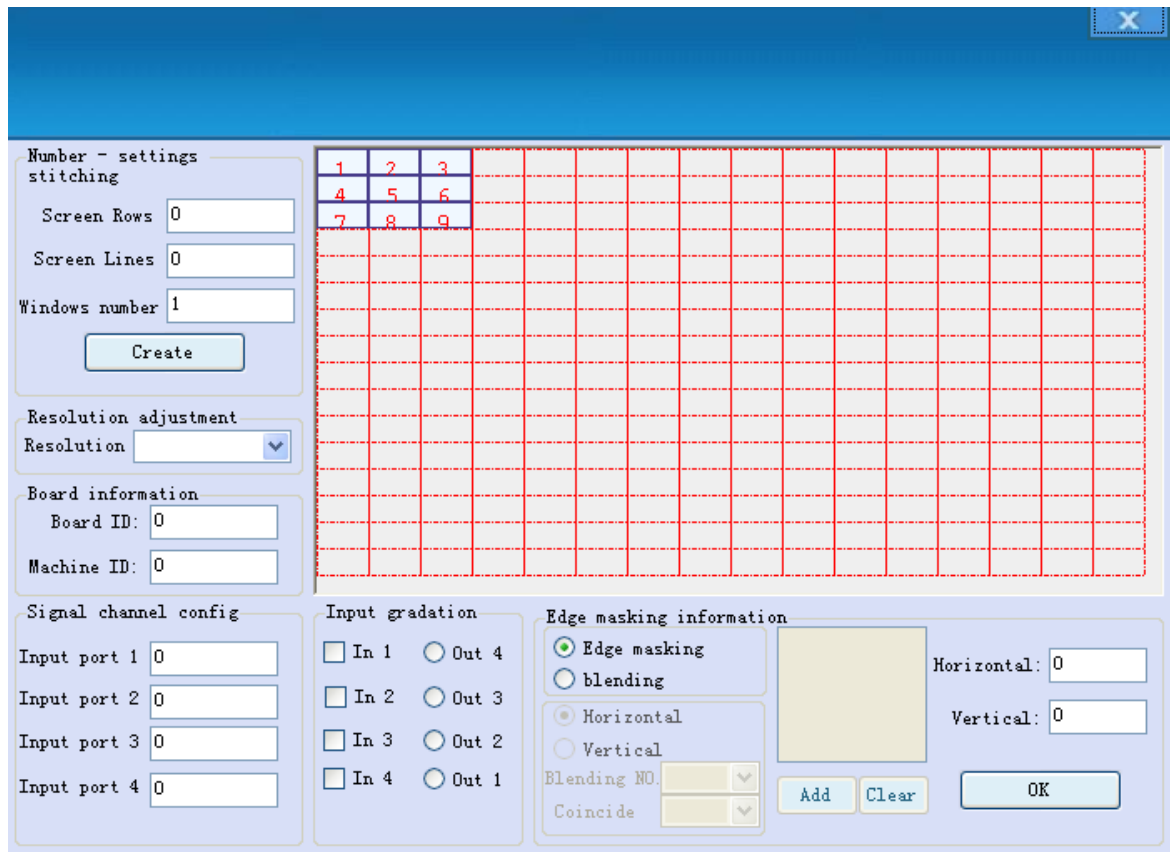 X
Number - settings
stitching
Screen Rows 0
Screen Lines 0
Windows number 1
Create
Resolution adjustment
Resolution
Board information
Board ID: 0
Machine ID: 0
1 2 3
4 5 6
7 8 9
Signal channel config
Input port 1 0
Input port 2 0
Input port 3 0
Input port 4 0
Input gradation
In 1 Out 4
In 2 Out 3
In 3 Out 2
In 4 Out 1
Edge masking information
Edge masking
blending
Horizontal
Vertical
Blending NO.
Coincide
Add Clear
Horizontal: 0
Vertical: 0
OK